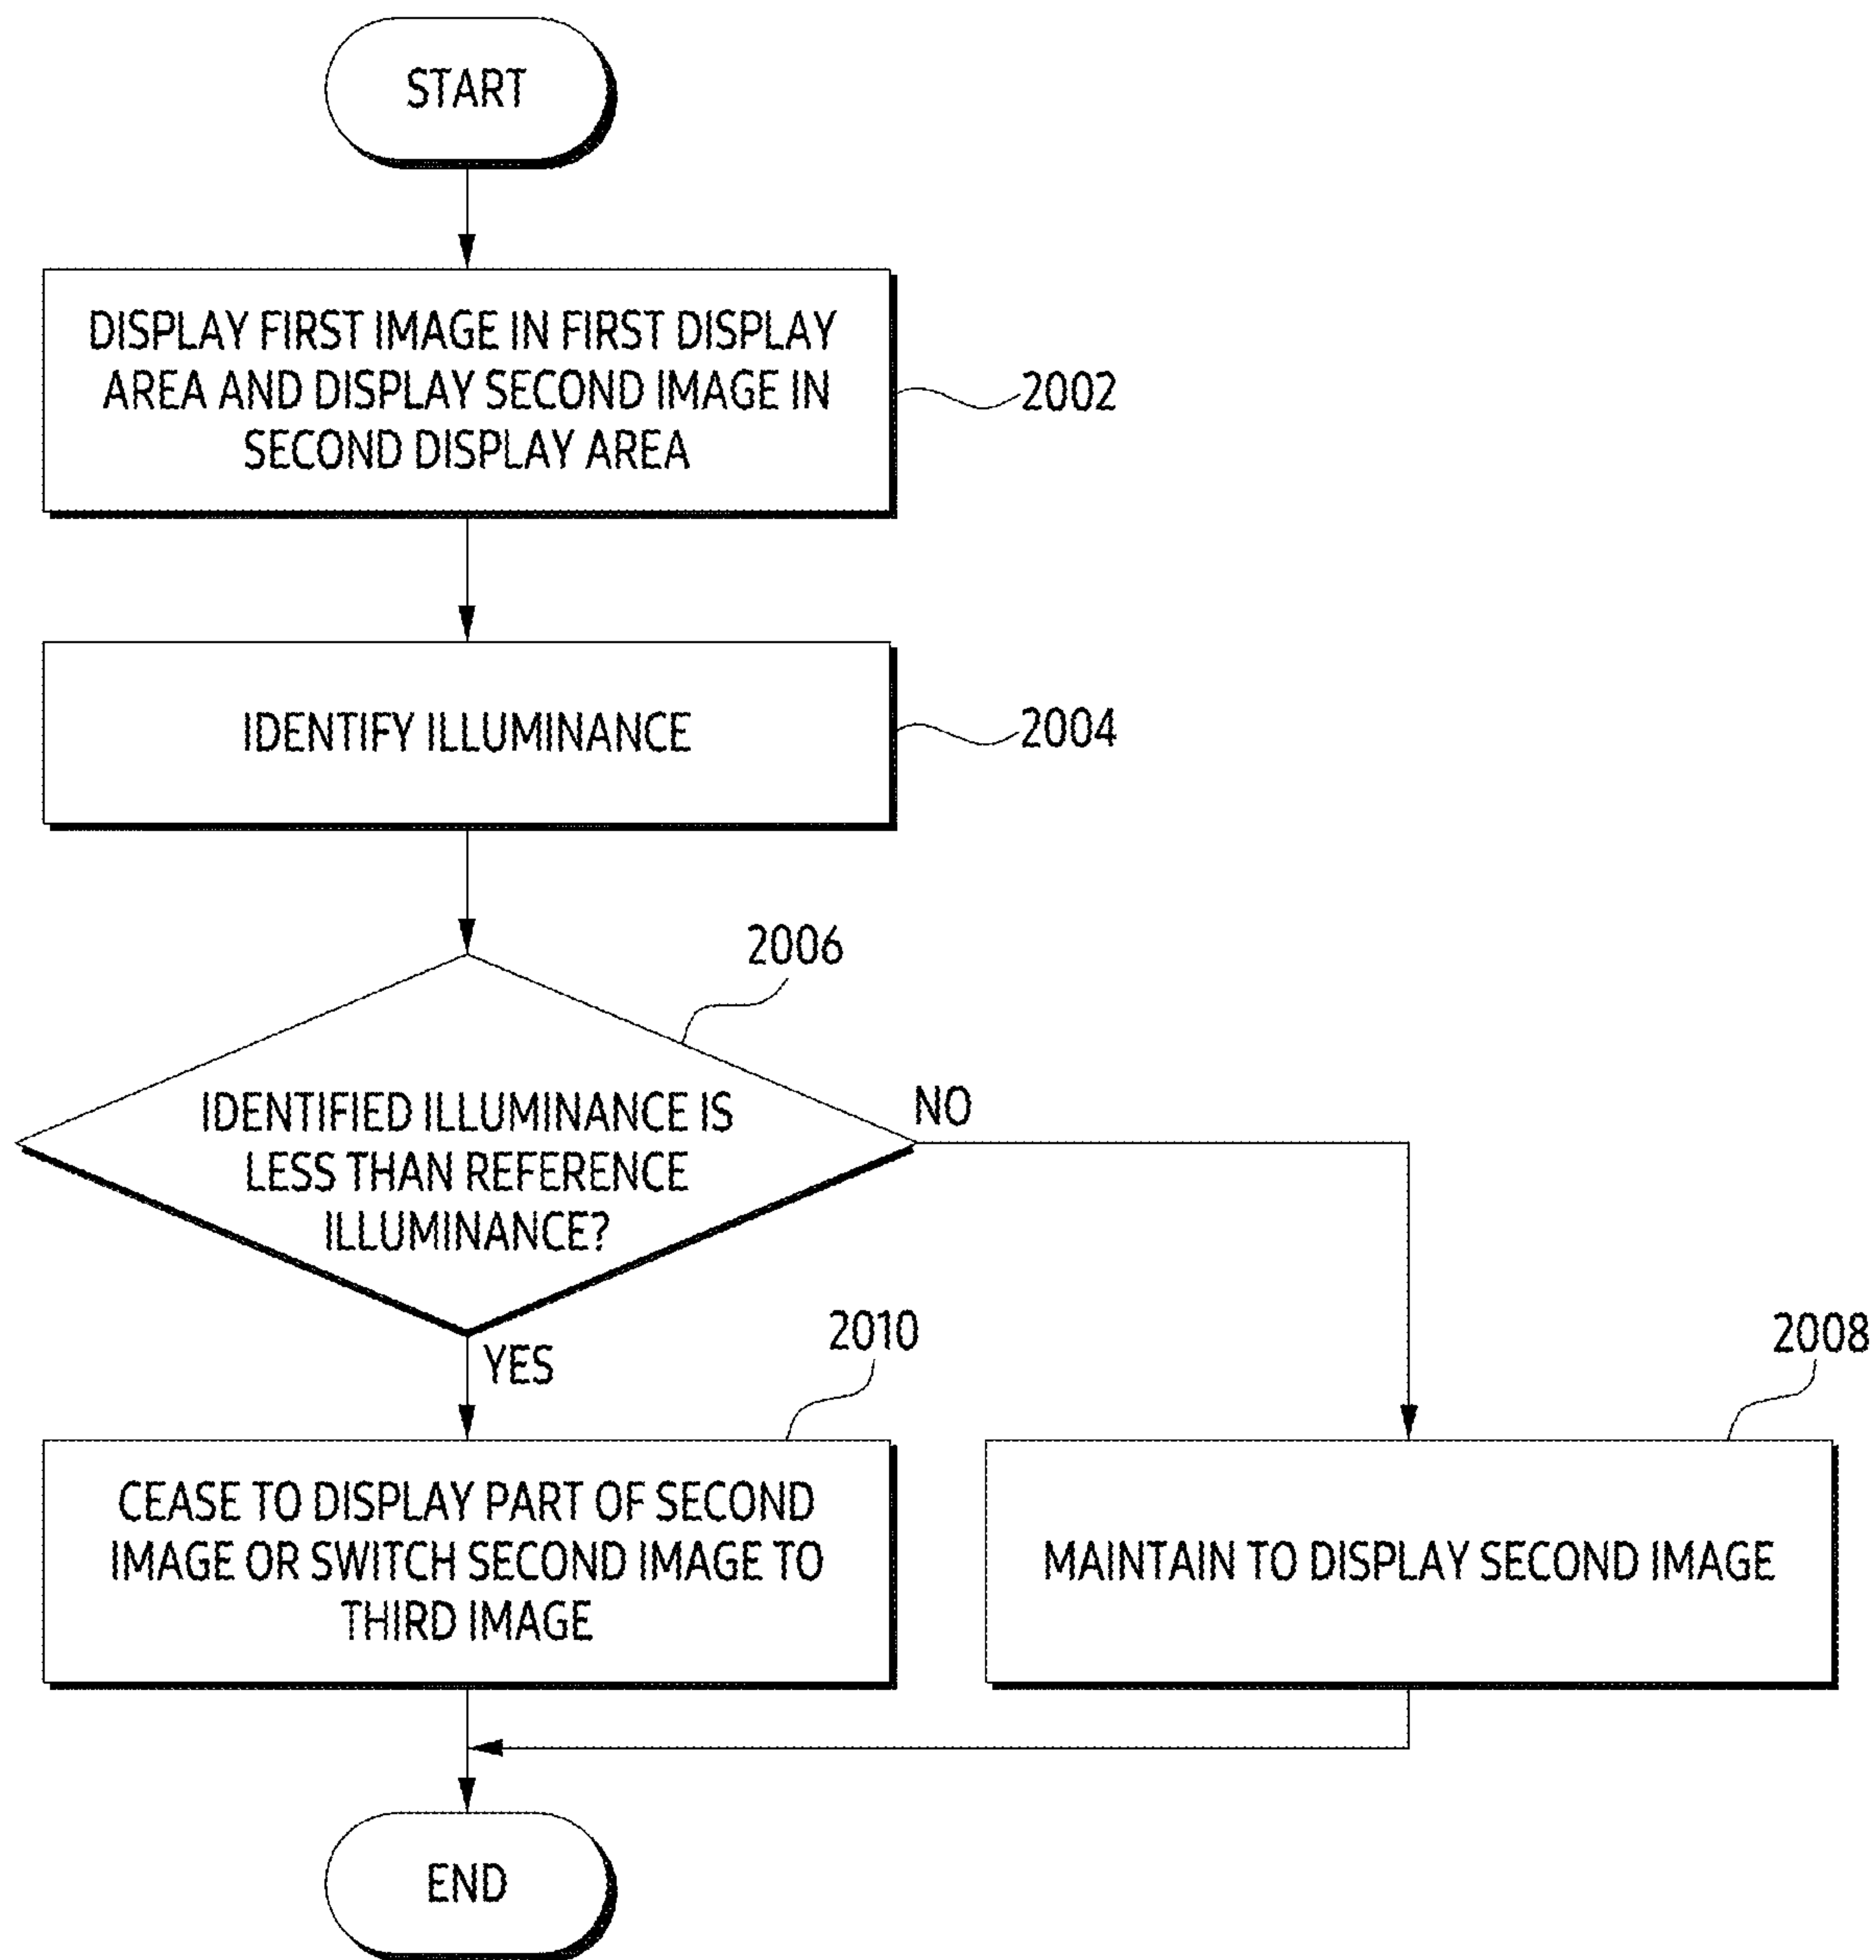 START
DISPLAY FIRST IMAGE IN FIRST DISPLAY
AREA AND DISPLAY SECOND IMAGE IN
SECOND DISPLAY AREA
2002
IDENTIFY ILLUMINANCE
2004
2006
IDENTIFIED ILLUMINANCE IS
LESS THAN REFERENCE
ILLUMINANCE?
NO
YES
2010
CEASE TO DISPLAY PART OF SECOND
IMAGE OR SWITCH SECOND IMAGE TO
THIRD IMAGE
2008
MAINTAIN TO DISPLAY SECOND IMAGE
END